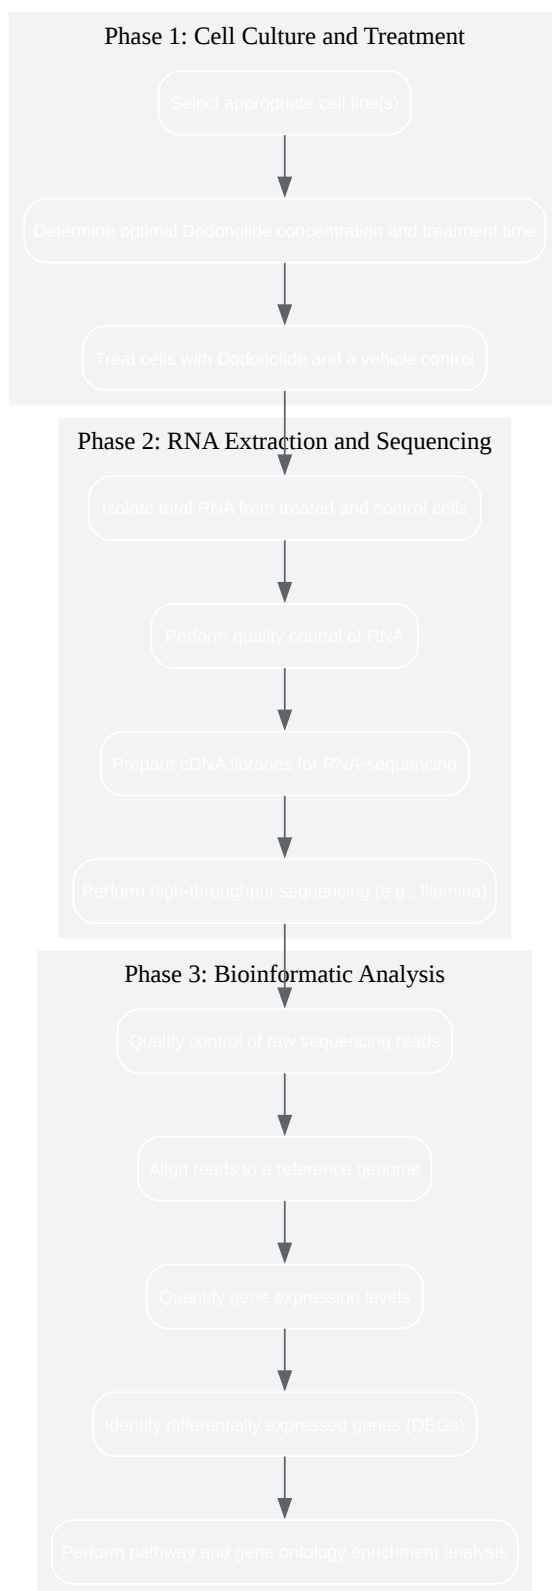 Phase 1: Cell Culture and Treatment
Select appropriate cell line(s)
Determine optimal Dodonolide concentration and treatment time
Treat cells with Dodonolide and a vehicle control
Phase 2: RNA Extraction and Sequencing
Isolate total RNA from treated and control cells
Perform quality control of RNA
Prepare cDNA libraries for RNA-sequencing
Perform high-throughput sequencing (e.g., Illumina)
Phase 3: Bioinformatic Analysis
Quality control of raw sequencing reads
Align reads to a reference genome
Quantify gene expression levels
Identify differentially expressed genes (DEGs)
Perform pathway and gene ontology enrichment analysis